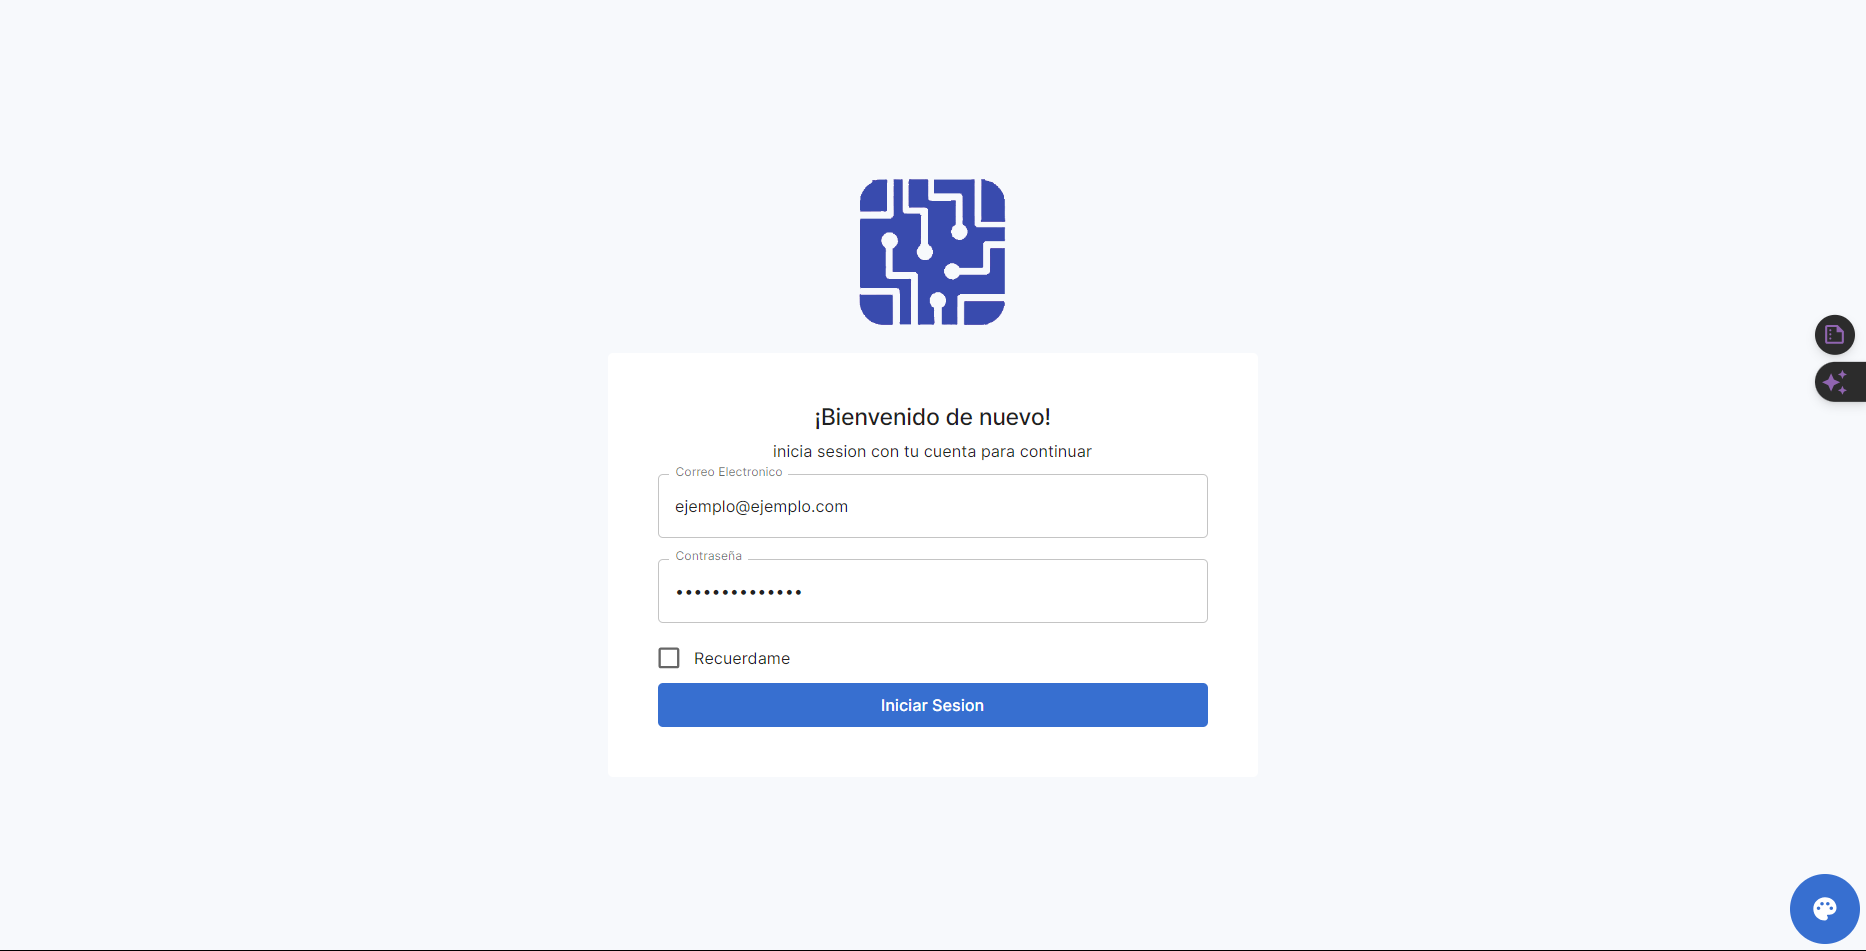 ¡Bienvenido de nuevo!
inicia sesion con tu cuenta para continuar
Correo Electronico
ejemplo@ejemplo.com
Contraseña
••••••••••••••
Recuerdame
Iniciar Sesion